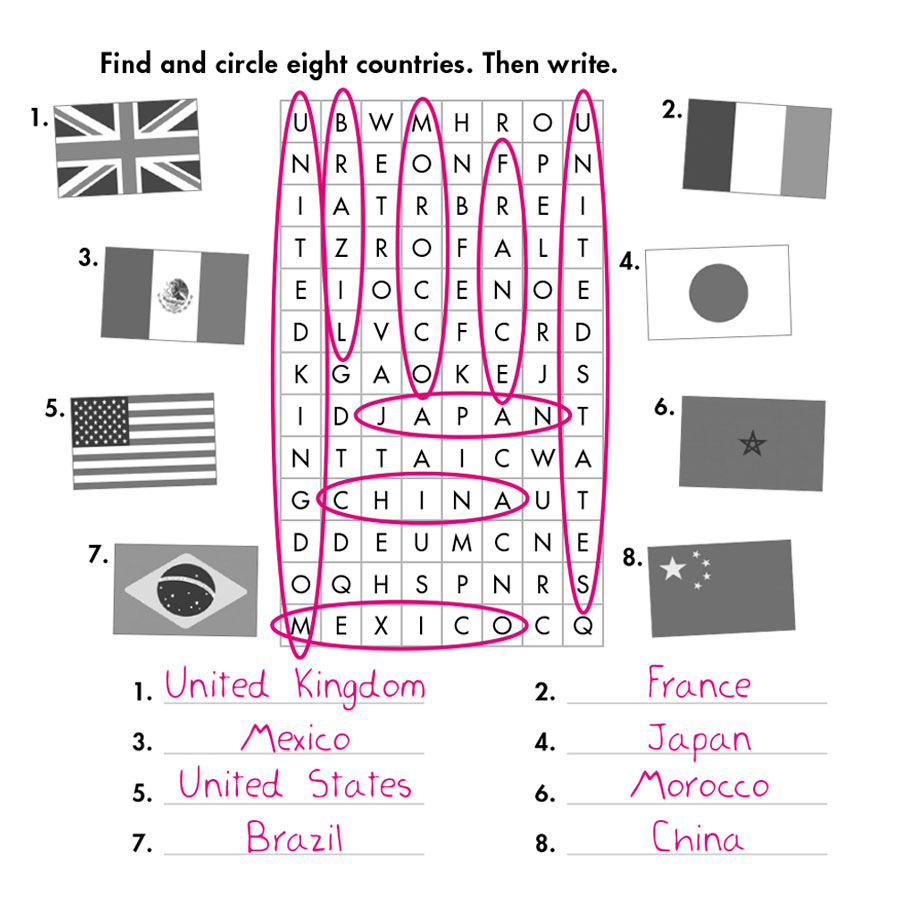 Find and circle eight countries. Then write.
1.
2.
3.
4.
5.
6.
7.
8.
U B W M H R O U
N R E O N F P N
I A T R B R E I
T Z R O F A L T
E I O C E N O E
D L V C F C R D
K G A O K E J S
I D J A P A N T
N T T A I C W A
G C H I N A U T
D D E U M C N E
O Q H S P N R S
M E X I C O C Q
1. United Kingdom
2. France
3. Mexico
4. Japan
5. United States
6. Morocco
7. Brazil
8. China